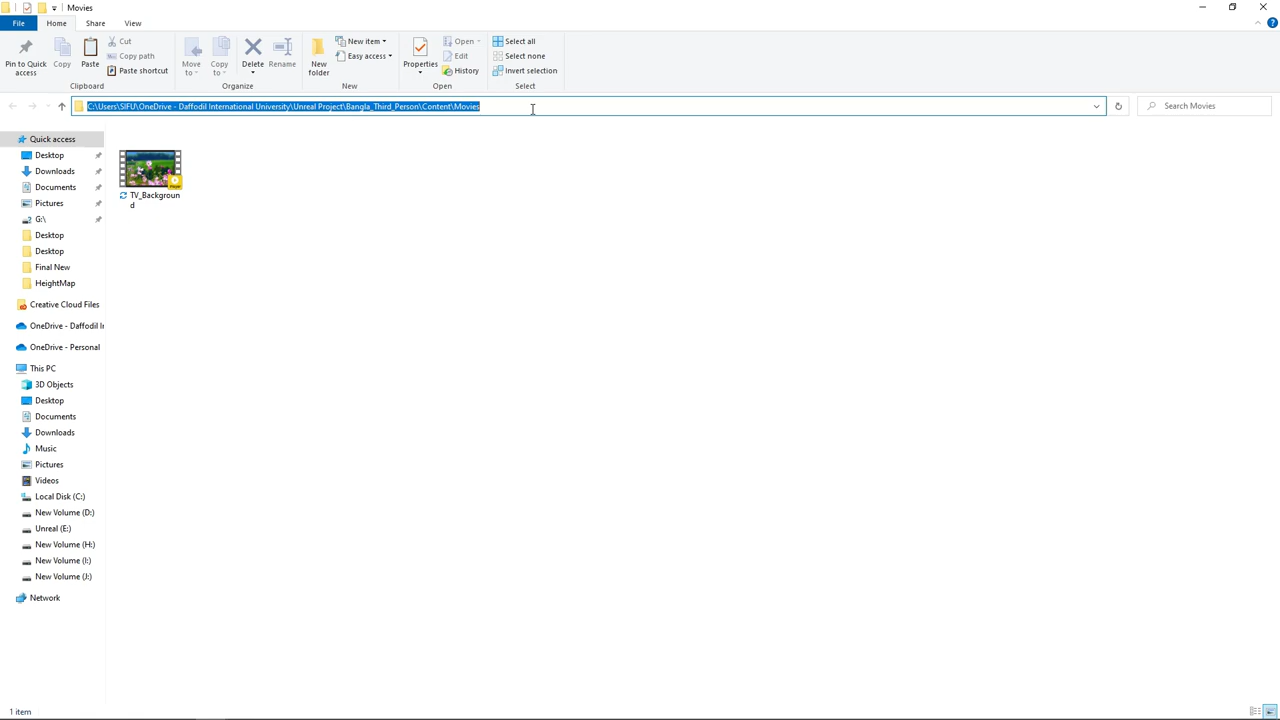 Movies
File
Home
Share
View
Pin to Quick
access
Copy
Paste
Cut
Copy path
Paste shortcut
Clipboard
Move
to
Copy
to
Delete
Rename
Organize
New
folder
New item
Easy access
New
Properties
Open
Edit
History
Open
Select all
Select none
Invert selection
Select
C:\Users\SIFU\OneDrive - Daffodil International University\Unreal Project\Bangla_Third_Person\Content\Movies
Search Movies
Quick access
Desktop
Downloads
Documents
Pictures
G:\
Desktop
Desktop
Final New
HeightMap
Creative Cloud Files
OneDrive - Daffodil I
OneDrive - Personal
This PC
3D Objects
Desktop
Documents
Downloads
Music
Pictures
Videos
Local Disk (C:)
New Volume (D:)
Unreal (E:)
New Volume (H:)
New Volume (I:)
New Volume (J:)
Network
TV_Backgroun
d
1 item